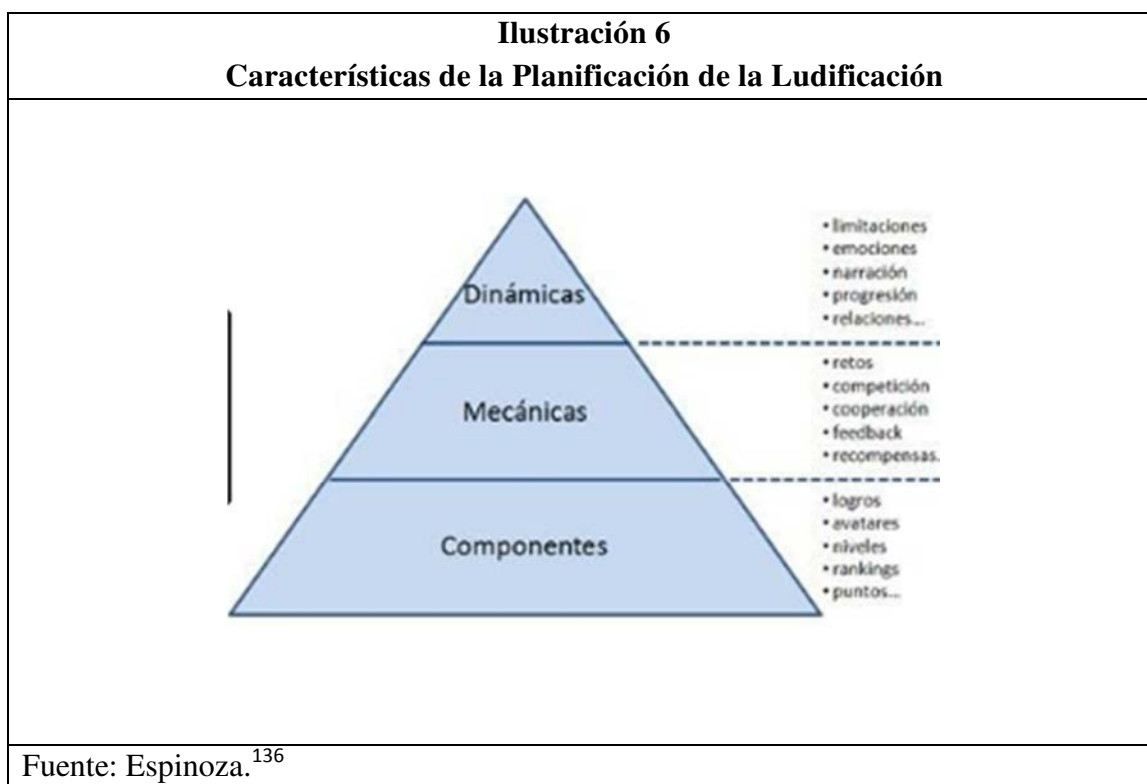 Ilustración 6
Características de la Planificación de la Ludificación
Dinámicas
• limitaciones
• emociones
• narración
• progresión
• relaciones...
Mecánicas
• retos
• competición
• cooperación
• feedback
• recompensas.
Componentes
• logros
• avatares
• niveles
• rankings
• puntos...
Fuente: Espinoza.136